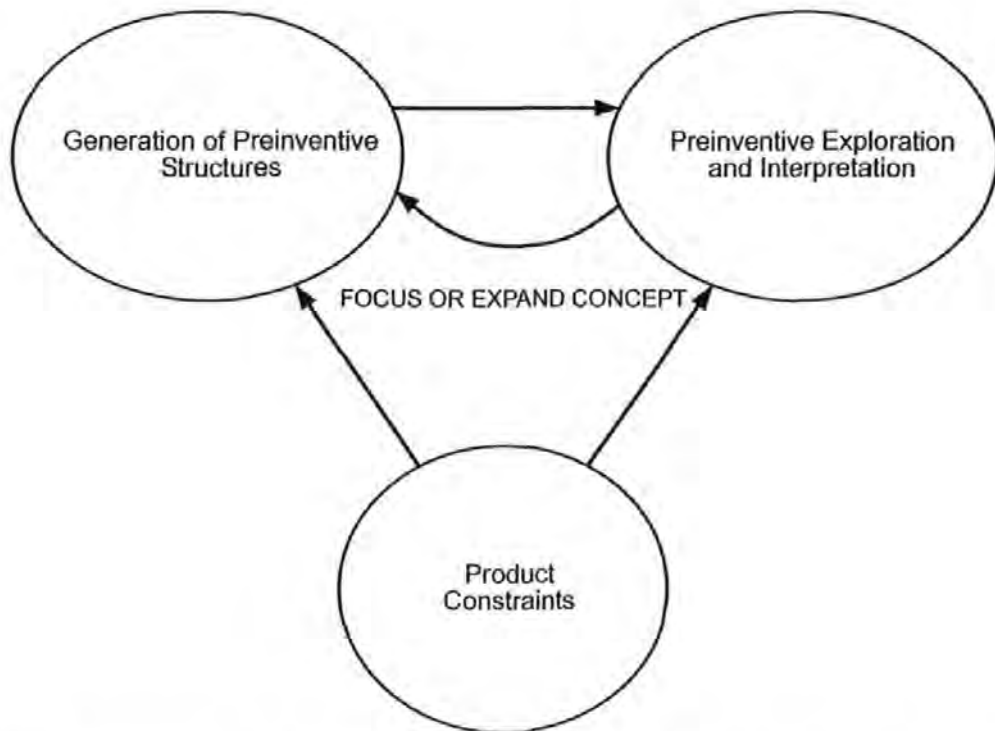 Generation of Preinventive
Structures
Preinventive Exploration
and Interpretation
FOCUS OR EXPAND CONCEPT
Product
Constraints